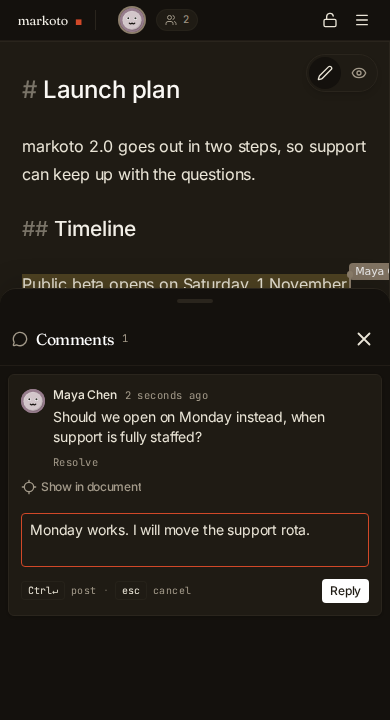 markoto
2
# Launch plan
markoto 2.0 goes out in two steps, so support
can keep up with the questions.
## Timeline
Maya
Public beta opens on Saturday, 1 November
Comments 1
Maya Chen 2 seconds ago
Should we open on Monday instead, when
support is fully staffed?
Resolve
Show in document
Monday works. I will move the support rota.
Ctrl↵ post · esc cancel
Reply